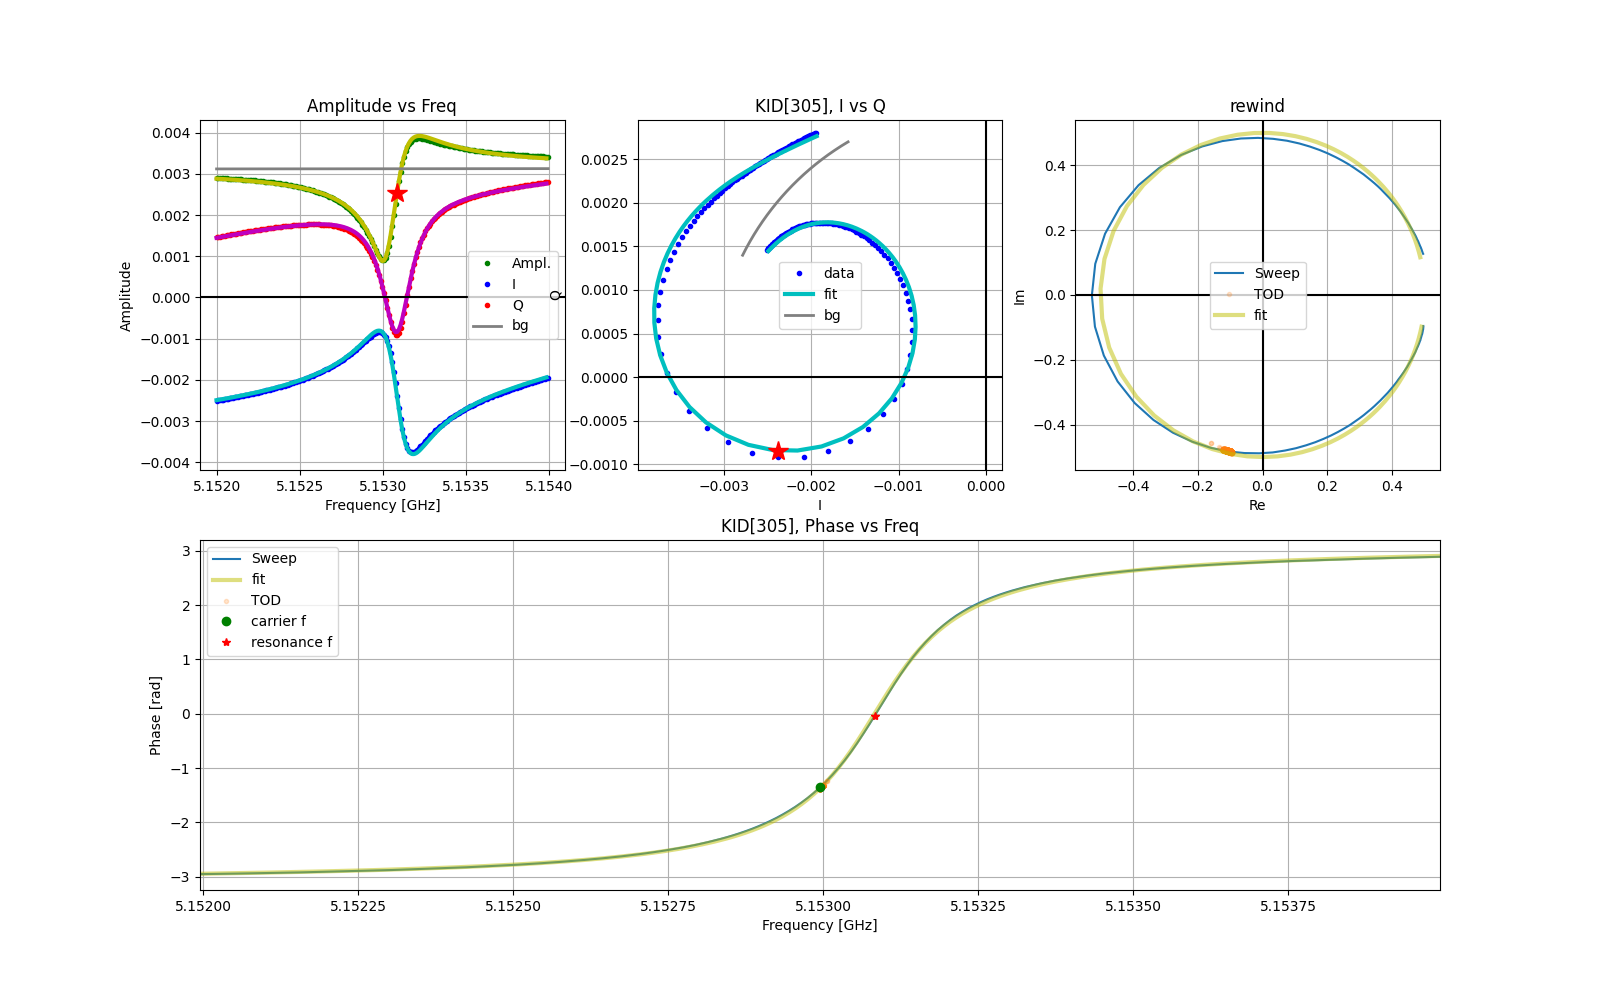 Amplitude vs Freq
0.004
0.003
0.002
0.001
0.000
−0.001
−0.002
−0.003
−0.004
Amplitude
Ampl.
I
Q
bg
5.1520 5.1525 5.1530 5.1535 5.1540
Frequency [GHz]
KID[305], I vs Q
0.0025
0.0020
0.0015
0.0010
0.0005
0.0000
−0.0005
−0.0010
Q
data
fit
bg
−0.003 −0.002 −0.001 0.000
I
rewind
0.4
0.2
0.0
−0.2
−0.4
Im
Sweep
TOD
fit
−0.4 −0.2 0.0 0.2 0.4
Re
KID[305], Phase vs Freq
3
2
1
0
−1
−2
−3
Phase [rad]
Sweep
fit
TOD
carrier f
resonance f
5.15200 5.15225 5.15250 5.15275 5.15300 5.15325 5.15350 5.15375
Frequency [GHz]